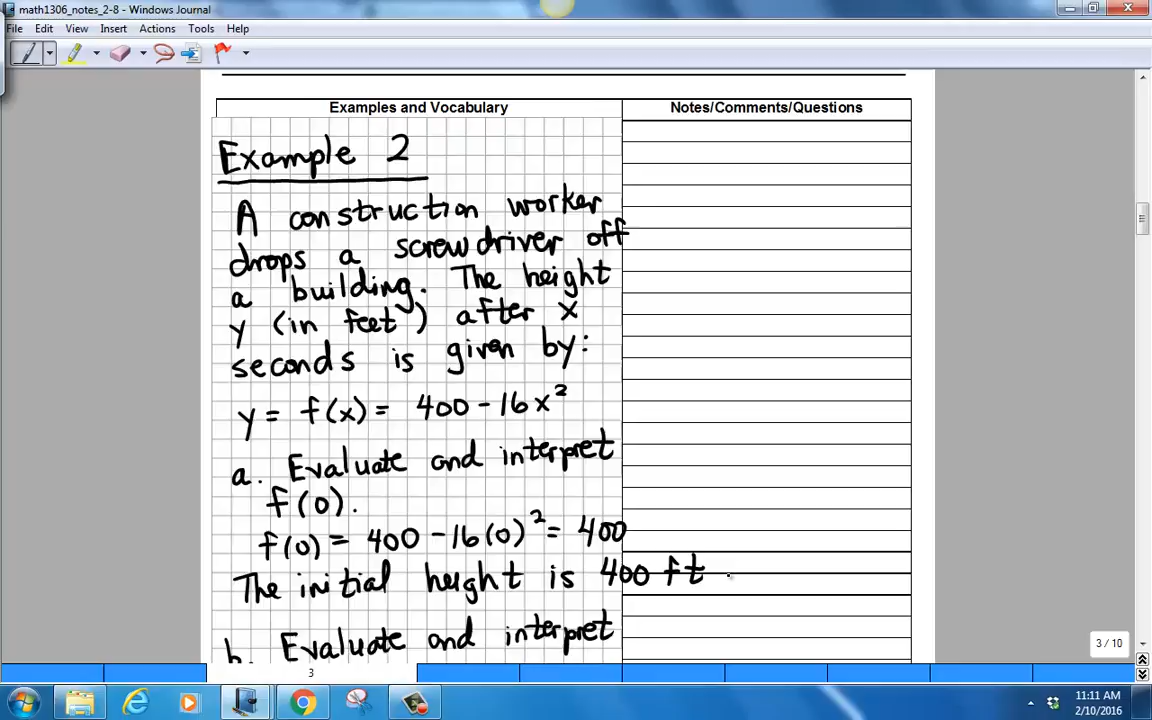 math1306_notes_2-8 - Windows Journal
File Edit View Insert Actions Tools Help
Examples and Vocabulary
Notes/Comments/Questions
Example 2
A construction worker
drops a screwdriver off
a building. The height
y (in feet) after x
seconds is given by:
y = f(x) = 400 - 16x²
a. Evaluate and interpret
f(0).
f(0) = 400 - 16(0)² = 400
The initial height is 400 ft
b. Evaluate and interpret
3 / 10
3
11:11 AM
2/10/2016